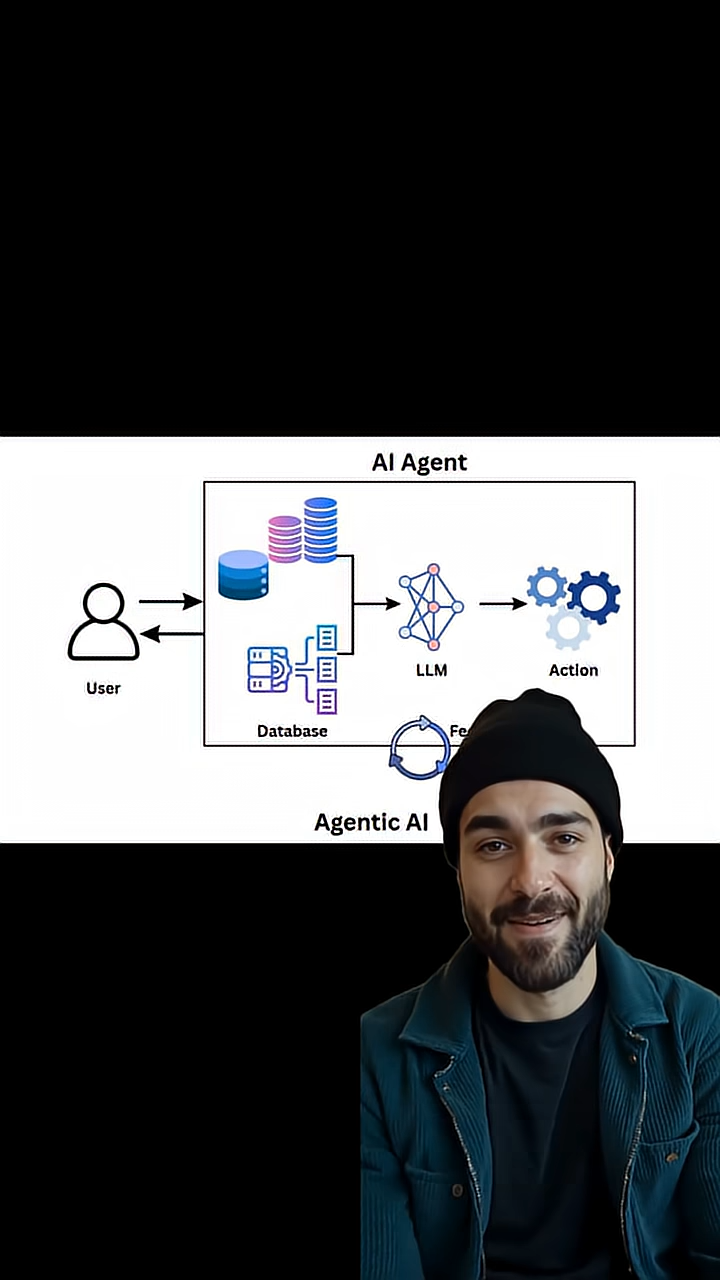 AI Agent
LLM
Action
User
Database
Agentic AI